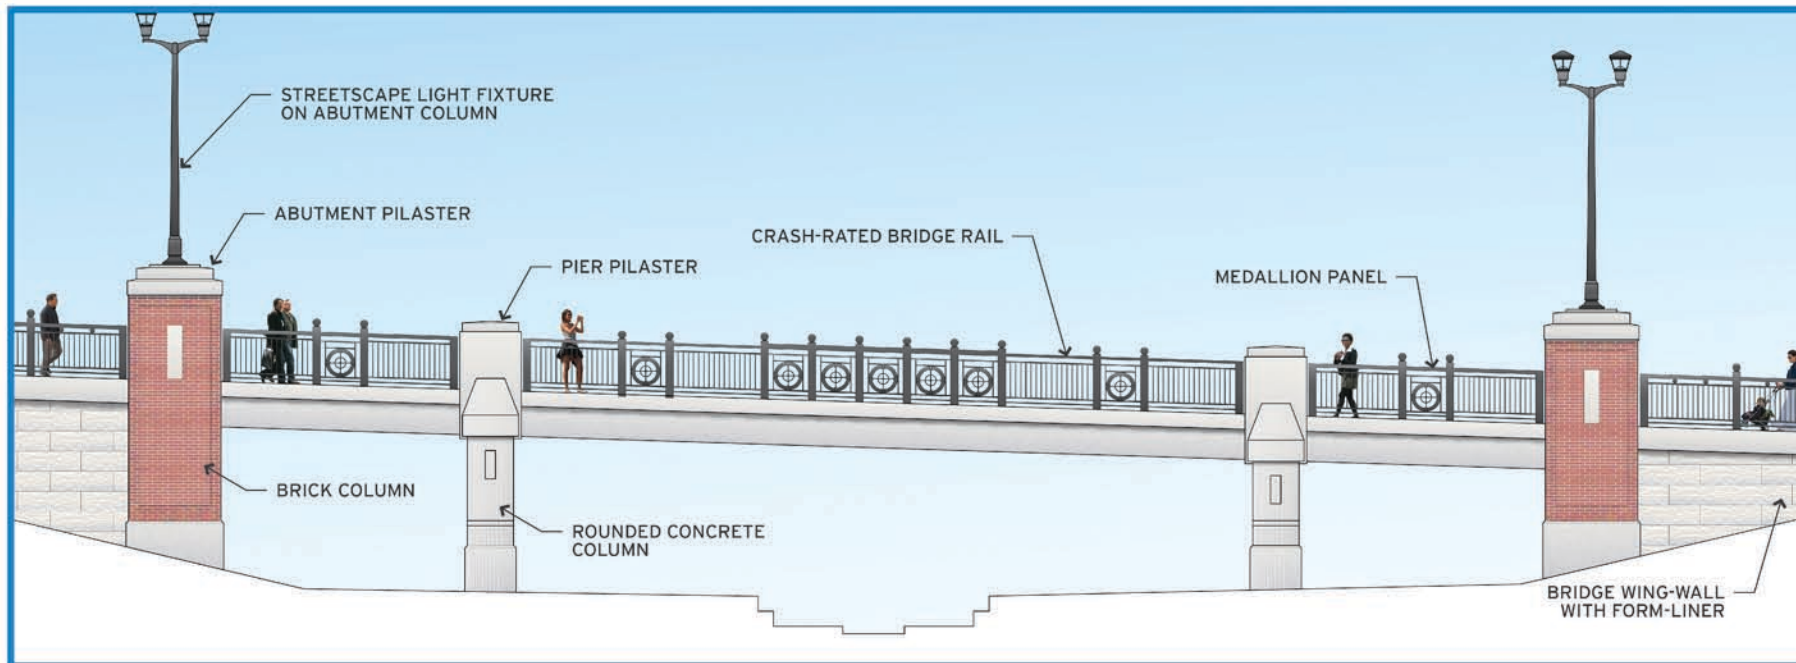 STREETSCAPE LIGHT FIXTURE
ON ABUTMENT COLUMN
ABUTMENT PILASTER
PIER PILASTER
CRASH-RATED BRIDGE RAIL
MEDALLION PANEL
BRICK COLUMN
ROUNDED CONCRETE
COLUMN
BRIDGE WING-WALL
WITH FORM-LINER